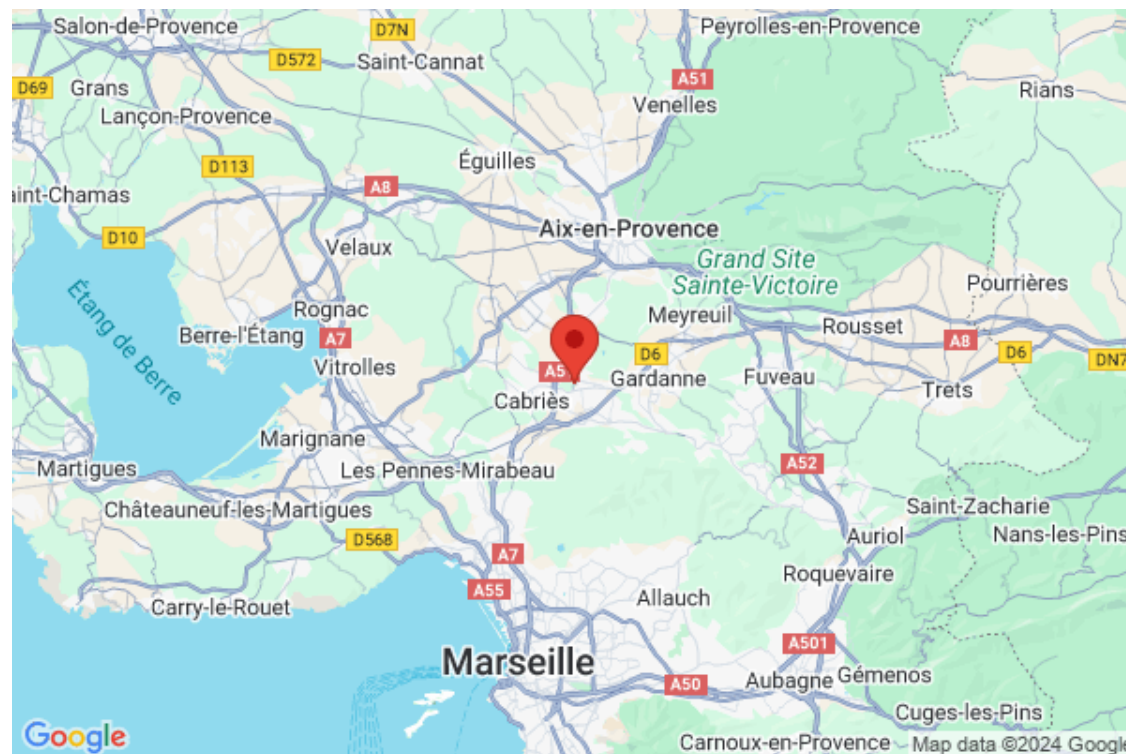 Salon-de-Provence
D7N
Peyrolles-en-Provence
D572
Saint-Cannat
A51
D69
Grans
Venelles
Rians
Lançon-Provence
D113
Éguilles
A8
aint-Chamas
D10
Velaux
Aix-en-Provence
Grand Site
Sainte-Victoire
Pourrières
Étang de Berre
Rognac
Meyreuil
Berre-l'Étang
A7
Rousset
A8
D6
D6
DN7
Vitrolles
A5
Gardanne
Fuveau
Trets
Cabriès
Marignane
Martigues
Les Pennes-Mirabeau
A52
Châteauneuf-les-Martigues
Saint-Zacharie
D568
Auriol
Nans-les-Pins
A7
A55
Roquevaire
Carry-le-Rouet
Allauch
A501
Marseille
A50
Aubagne
Gémenos
Cuges-les-Pins
Google
Carnoux-en-Provence
Map data ©2024 Google